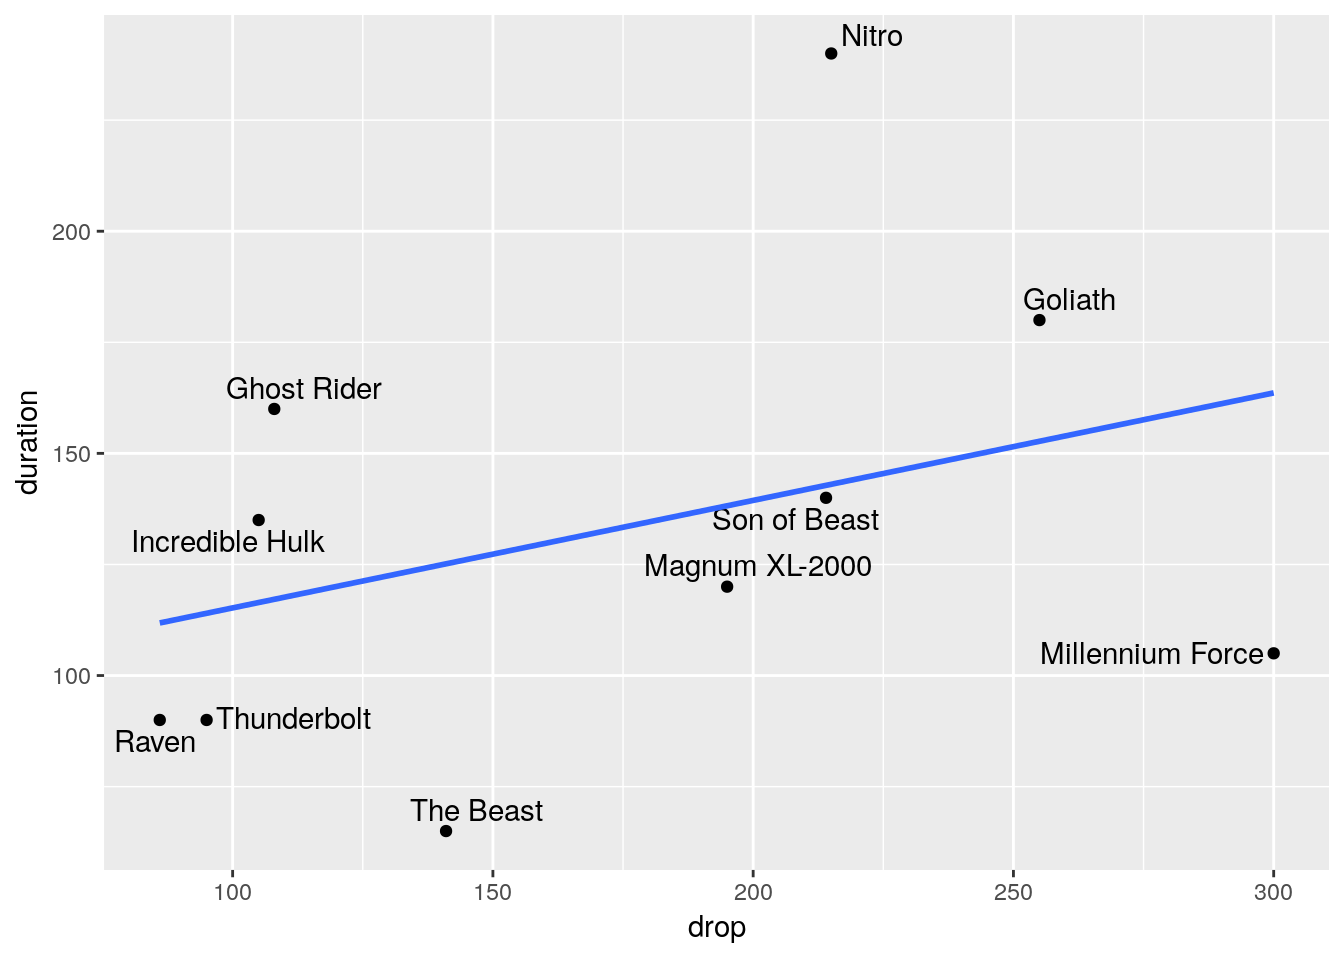 Nitro
200
Goliath
Ghost Rider
duration
150
Son of Beast
Incredible Hulk
Magnum XL-2000
Millennium Force
100
Thunderbolt
Raven
The Beast
100 150 200 250 300
drop